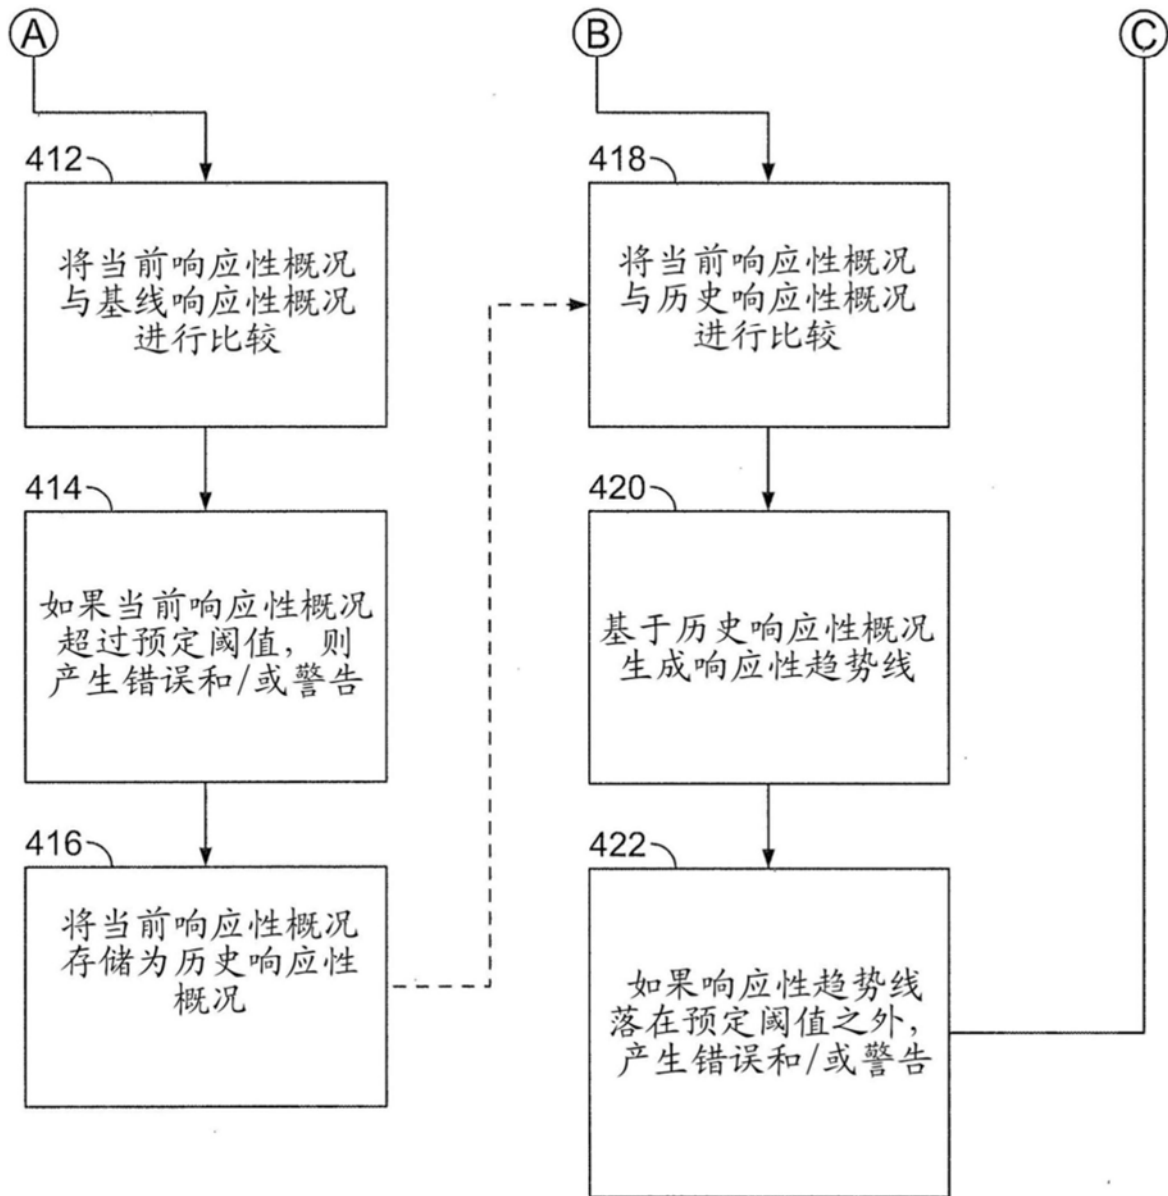 A
B
C
412
将当前响应性概况
与基线响应性概况
进行比较
414
如果当前响应性概况
超过预定阈值，则
产生错误和/或警告
416
将当前响应性概况
存储为历史响应性
概况
418
将当前响应性概况
与历史响应性概况
进行比较
420
基于历史响应性概况
生成响应性趋势线
422
如果响应性趋势线
落在预定阈值之外，
产生错误和/或警告